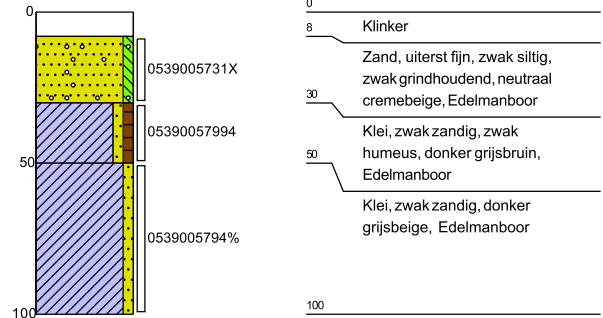 0
50
100
0539005731X
0539005794
0539005794%
0
8
Klinker
Zand, uiterst fijn, zwak siltig,
zwak grindhoudend, neutraal
cremebeige, Edelmanboor
30
Klei, zwak zandig, zwak
humeus, donker grijsbruin,
Edelmanboor
50
Klei, zwak zandig, donker
grijsbeige, Edelmanboor
100